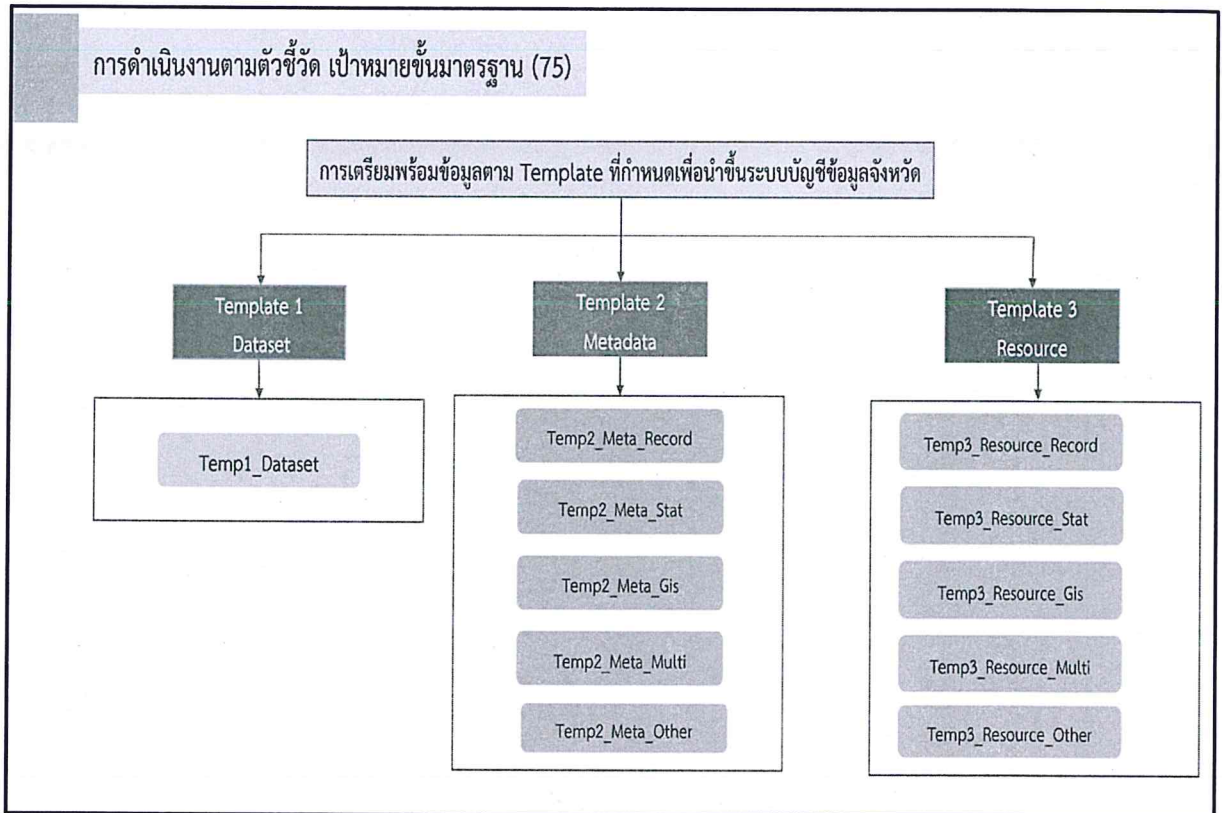 การดำเนินงานตามตัวชี้วัด เป้าหมายขั้นมาตรฐาน (75)
การเตรียมพร้อมข้อมูลตาม Template ที่กำหนดเพื่อนำขึ้นระบบบัญชีข้อมูลจังหวัด
Template 1
Dataset
Temp1_Dataset
Template 2
Metadata
Temp2_Meta_Record
Temp2_Meta_Stat
Temp2_Meta_Gis
Temp2_Meta_Multi
Temp2_Meta_Other
Template 3
Resource
Temp3_Resource_Record
Temp3_Resource_Stat
Temp3_Resource_Gis
Temp3_Resource_Multi
Temp3_Resource_Other